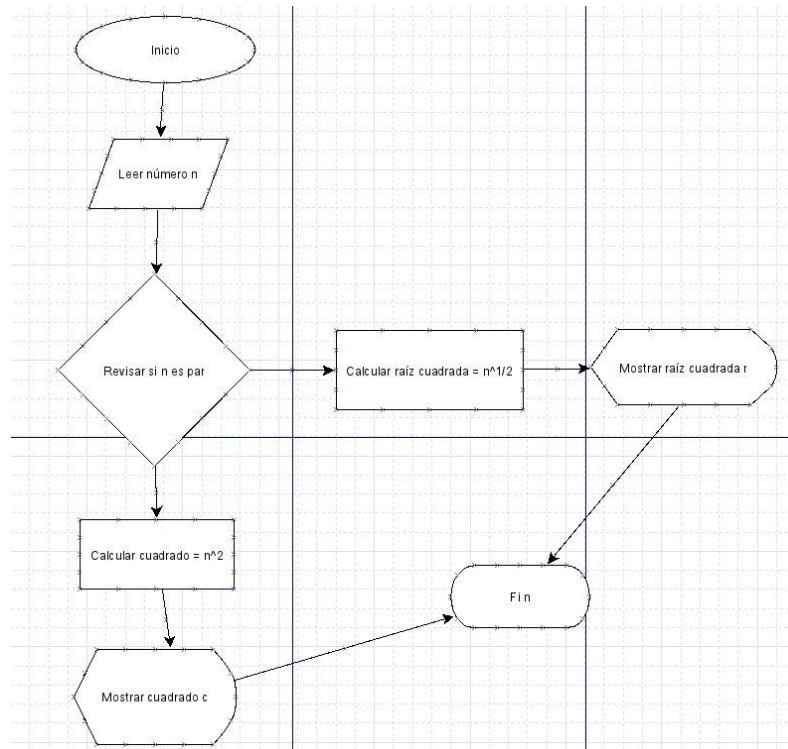 Inicio
Leer número n
Revisar si n es par
Calcular raíz cuadrada = n^1/2
Mostrar raíz cuadrada r
Calcular cuadrado = n^2
Fin
Mostrar cuadrado c